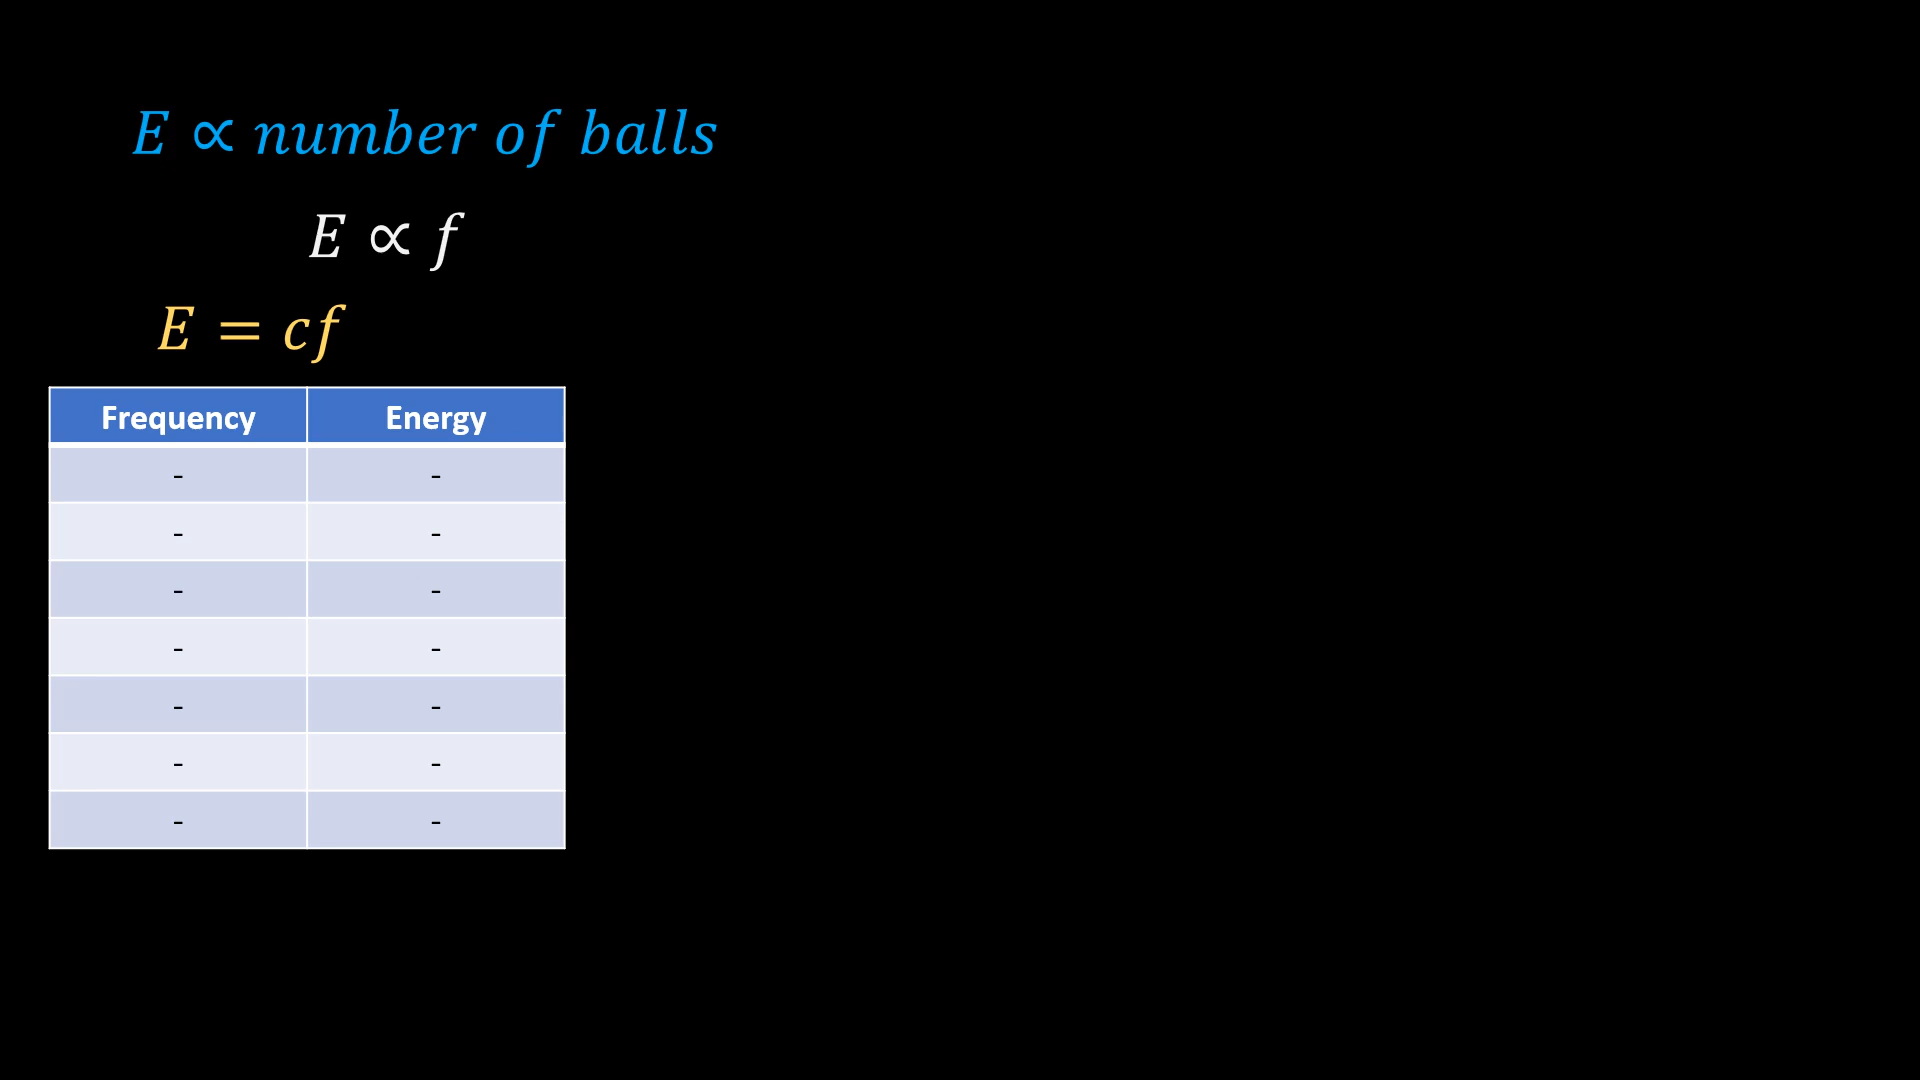 E ∝ number of balls
E ∝ f
E = cf
Frequency Energy
- -
- -
- -
- -
- -
- -
- -